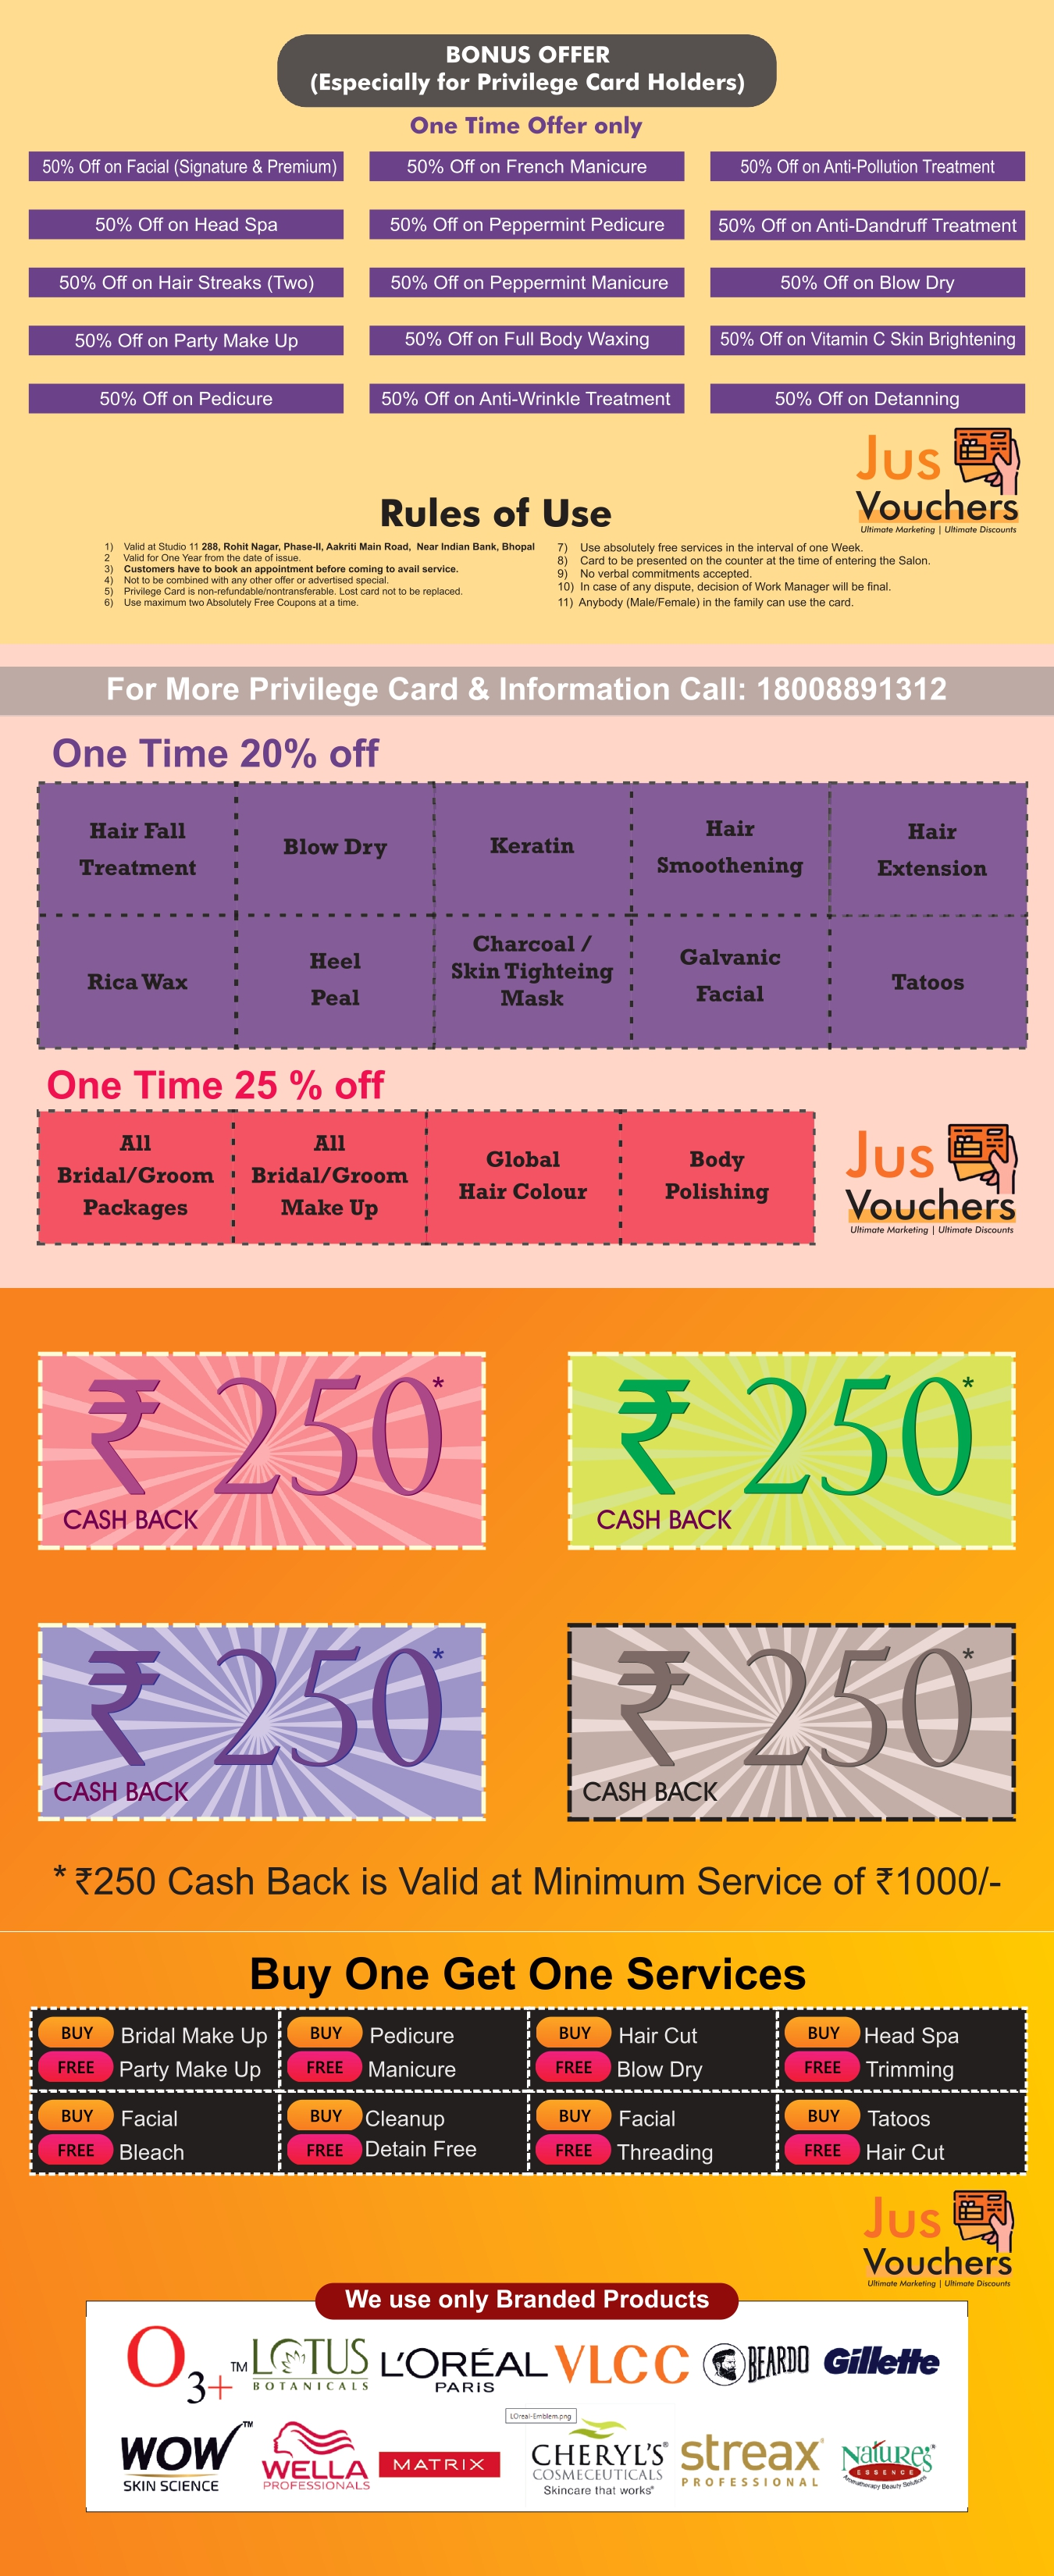 BONUS OFFER
(Especially for Privilege Card Holders)
One Time Offer only
50% Off on Facial (Signature & Premium)
50% Off on French Manicure
50% Off on Anti-Pollution Treatment
50% Off on Head Spa
50% Off on Peppermint Pedicure
50% Off on Anti-Dandruff Treatment
50% Off on Hair Streaks (Two)
50% Off on Peppermint Manicure
50% Off on Blow Dry
50% Off on Party Make Up
50% Off on Full Body Waxing
50% Off on Vitamin C Skin Brightening
50% Off on Pedicure
50% Off on Anti-Wrinkle Treatment
50% Off on Detanning
Jus
Vouchers
Ultimate Marketing | Ultimate Discounts
Rules of Use
1) Valid at Studio 11 288, Rohit Nagar, Phase-II, Aakriti Main Road, Near Indian Bank, Bhopal
2 Valid for One Year from the date of issue.
3) Customers have to book an appointment before coming to avail service.
4) Not to be combined with any other offer or advertised special.
5) Privilege Card is non-refundable/nontransferable. Lost card not to be replaced.
6) Use maximum two Absolutely Free Coupons at a time.
7) Use absolutely free services in the interval of one Week.
8) Card to be presented on the counter at the time of entering the Salon.
9) No verbal commitments accepted.
10) In case of any dispute, decision of Work Manager will be final.
11) Anybody (Male/Female) in the family can use the card.
For More Privilege Card & Information Call: 18008891312
One Time 20% off
Hair Fall
Treatment
Blow Dry
Keratin
Hair
Smoothening
Hair
Extension
Rica Wax
Heel
Peal
Charcoal /
Skin Tighteing
Mask
Galvanic
Facial
Tatoos
One Time 25 % off
All
Bridal/Groom
Packages
All
Bridal/Groom
Make Up
Global
Hair Colour
Body
Polishing
Jus
Vouchers
Ultimate Marketing | Ultimate Discounts
₹ 250*
CASH BACK
₹ 250*
CASH BACK
₹ 250*
CASH BACK
₹ 250*
CASH BACK
* ₹250 Cash Back is Valid at Minimum Service of ₹1000/-
Buy One Get One Services
BUY Bridal Make Up
FREE Party Make Up
BUY Pedicure
FREE Manicure
BUY Hair Cut
FREE Blow Dry
BUY Head Spa
FREE Trimming
BUY Facial
FREE Bleach
BUY Cleanup
FREE Detain Free
BUY Facial
FREE Threading
BUY Tatoos
FREE Hair Cut
Jus
Vouchers
Ultimate Marketing | Ultimate Discounts
We use only Branded Products
O3+ TM
LOTUS
BOTANICALS
L'ORÉAL
PARIS
VLCC
BEARDO
Gillette
WOW TM
SKIN SCIENCE
WELLA
PROFESSIONALS
MATRIX
LOreal-Emblem.png
CHERYL'S®
COSMECEUTICALS
Skincare that works®
streax
PROFESSIONAL
NATURE'S
ESSENCE
Aromatherapy Beauty Solutions